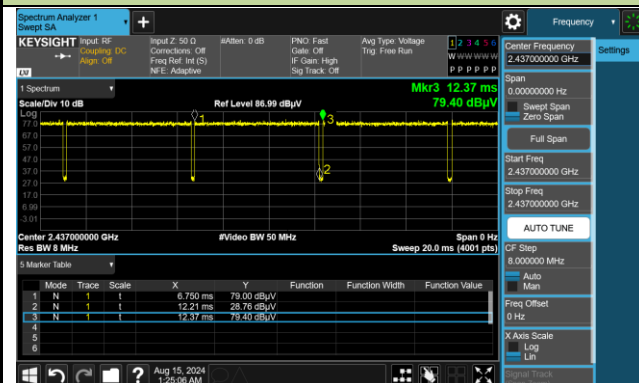 Spectrum Analyzer 1
Swept SA
Frequency
KEYSIGHT
Input: RF
Coupling: DC
Align: Off
Input Z: 50 Ω
Corrections: Off
Freq Ref: Int (S)
NFE: Adaptive
#Atten: 0 dB
PNO: Fast
Gate: Off
IF Gain: High
Sig Track: Off
Avg Type: Voltage
Trig: Free Run
1 2 3 4 5 6
W W W W W W
P P P P P P
LXI
1 Spectrum
Scale/Div 10 dB
Ref Level 86.99 dBµV
Mkr3 12.37 ms
79.40 dBµV
Log
77.0
67.0
57.0
47.0
37.0
27.0
17.0
6.99
-3.01
1
3
2
Center 2.437000000 GHz
Res BW 8 MHz
#Video BW 50 MHz
Span 0 Hz
Sweep 20.0 ms (4001 pts)
5 Marker Table
Mode Trace Scale X Y Function Function Width Function Value
1 N 1 t 6.750 ms 79.00 dBµV
2 N 1 t 12.21 ms 28.76 dBµV
3 N 1 t 12.37 ms 79.40 dBµV
4
5
6
?
Aug 15, 2024
1:25:06 AM
Center Frequency
2.437000000 GHz
Settings
Span
0.00000000 Hz
Swept Span
Zero Span
Full Span
Start Freq
2.437000000 GHz
Stop Freq
2.437000000 GHz
AUTO TUNE
CF Step
8.000000 MHz
Auto
Man
Freq Offset
0 Hz
X Axis Scale
Log
Lin
Signal Track